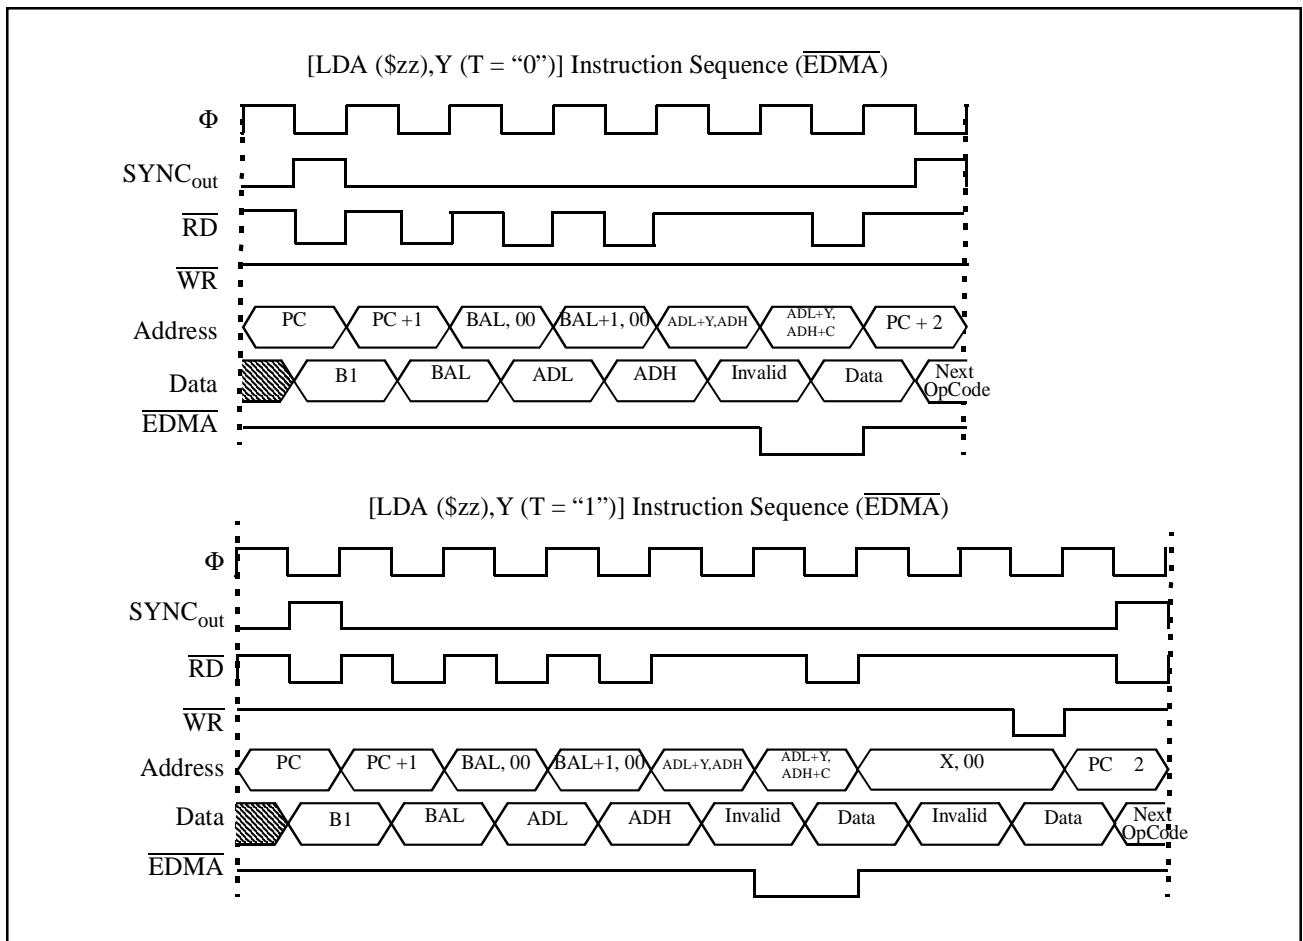 [LDA ($zz),Y (T = “0”)] Instruction Sequence (EDMA)
Φ
SYNCout
RD
WR
Address
PC
PC +1
BAL, 00
BAL+1, 00
ADL+Y,ADH
ADL+Y,
ADH+C
PC + 2
Data
B1
BAL
ADL
ADH
Invalid
Data
Next
OpCode
EDMA
[LDA ($zz),Y (T = “1”)] Instruction Sequence (EDMA)
Φ
SYNCout
RD
WR
Address
PC
PC +1
BAL, 00
BAL+1, 00
ADL+Y,ADH
ADL+Y,
ADH+C
X, 00
PC 2
Data
B1
BAL
ADL
ADH
Invalid
Data
Invalid
Data
Next
OpCode
EDMA